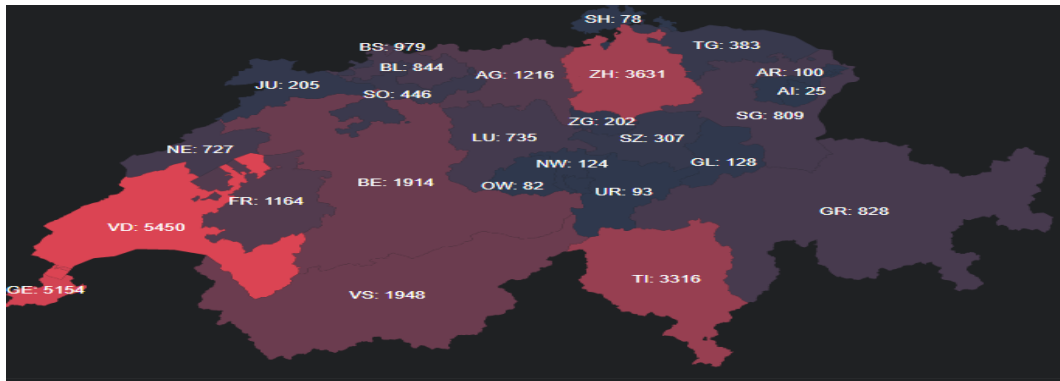 SH: 78
BS: 979
TG: 383
BL: 844
AG: 1216
ZH: 3631
AR: 100
JU: 205
SO: 446
AI: 25
ZG: 202
SG: 809
NE: 727
LU: 735
SZ: 307
NW: 124
GL: 128
BE: 1914
OW: 82
UR: 93
FR: 1164
GR: 828
VD: 5450
TI: 3316
GE: 5154
VS: 1948